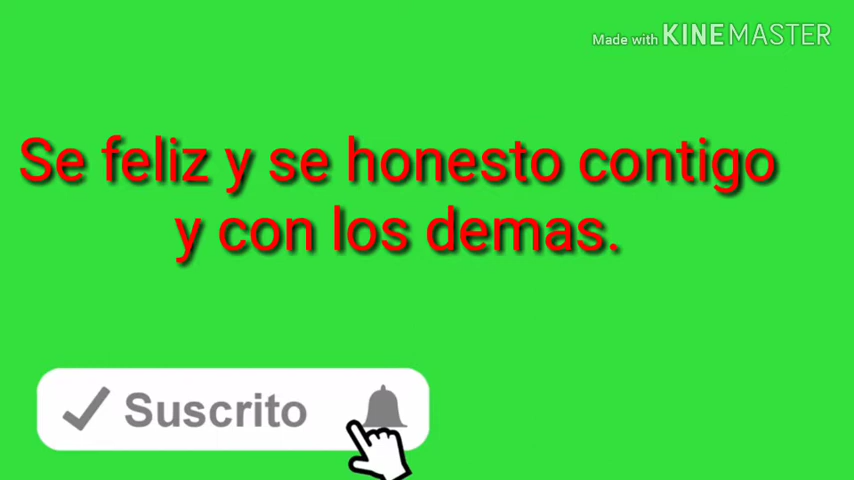 Made with KINEMASTER
Se feliz y se honesto contigo
y con los demas.
Suscrito